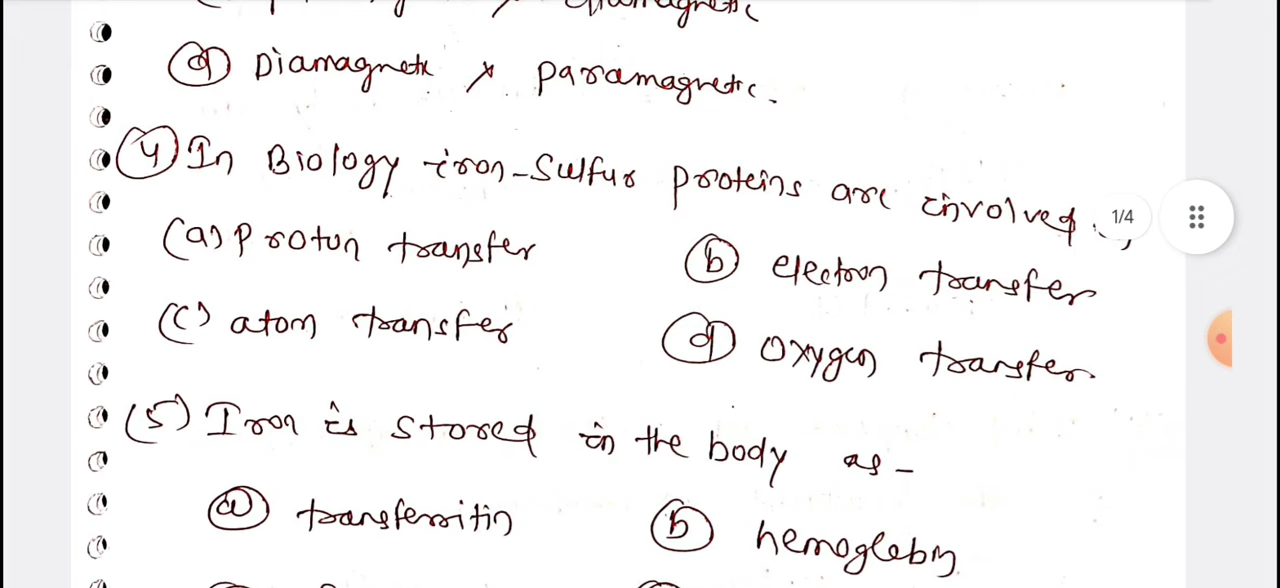 (d) Diamagnetic x paramagnetic.
(4) In Biology iron-Sulfur proteins are involved
1/4
(a) Proton transfer (b) electron transfer
(c) atom transfer (d) oxygen transfer.
(5) Iron is stored in the body as -
(a) transferritin (b) hemoglebin